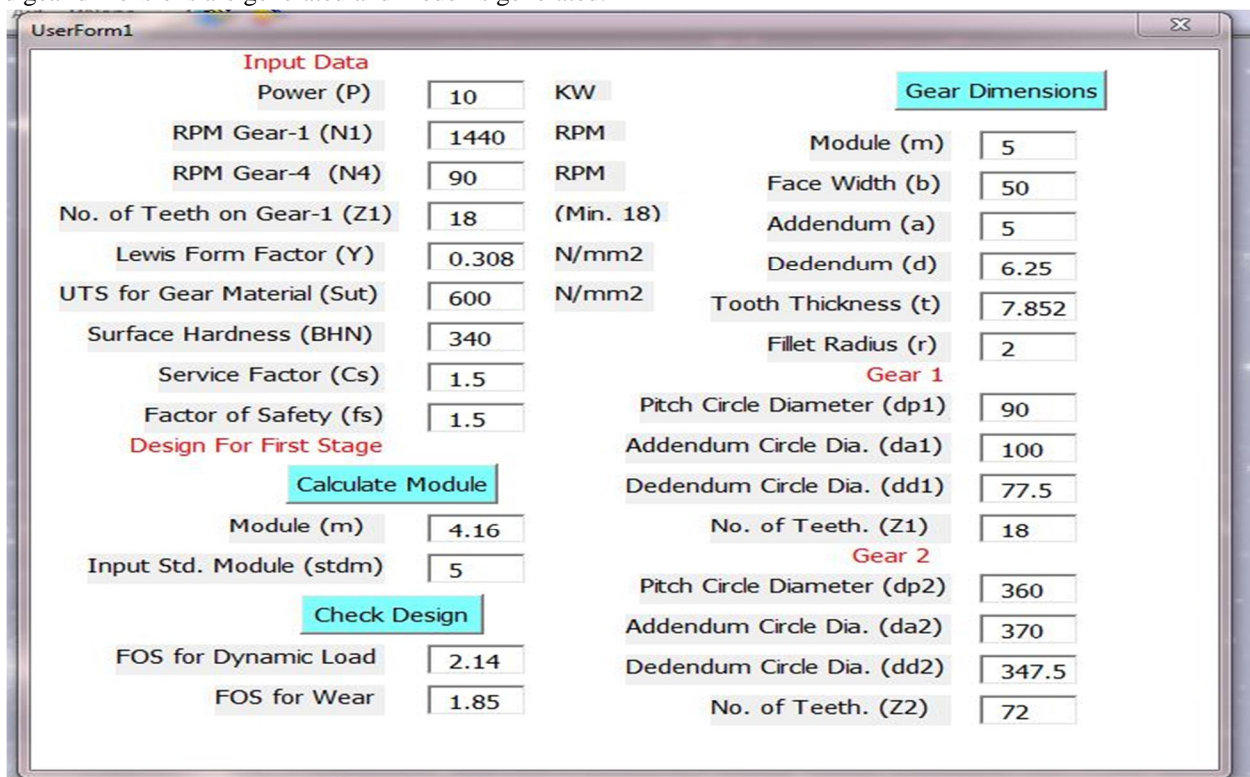 UserForm1
Input Data
Power (P) 10 KW
RPM Gear-1 (N1) 1440 RPM
RPM Gear-4 (N4) 90 RPM
No. of Teeth on Gear-1 (Z1) 18 (Min. 18)
Lewis Form Factor (Y) 0.308 N/mm2
UTS for Gear Material (Sut) 600 N/mm2
Surface Hardness (BHN) 340
Service Factor (Cs) 1.5
Factor of Safety (fs) 1.5
Design For First Stage
Calculate Module
Module (m) 4.16
Input Std. Module (stdm) 5
Check Design
FOS for Dynamic Load 2.14
FOS for Wear 1.85
Gear Dimensions
Module (m) 5
Face Width (b) 50
Addendum (a) 5
Dedendum (d) 6.25
Tooth Thickness (t) 7.852
Fillet Radius (r) 2
Gear 1
Pitch Circle Diameter (dp1) 90
Addendum Circle Dia. (da1) 100
Dedendum Circle Dia. (dd1) 77.5
No. of Teeth. (Z1) 18
Gear 2
Pitch Circle Diameter (dp2) 360
Addendum Circle Dia. (da2) 370
Dedendum Circle Dia. (dd2) 347.5
No. of Teeth. (Z2) 72